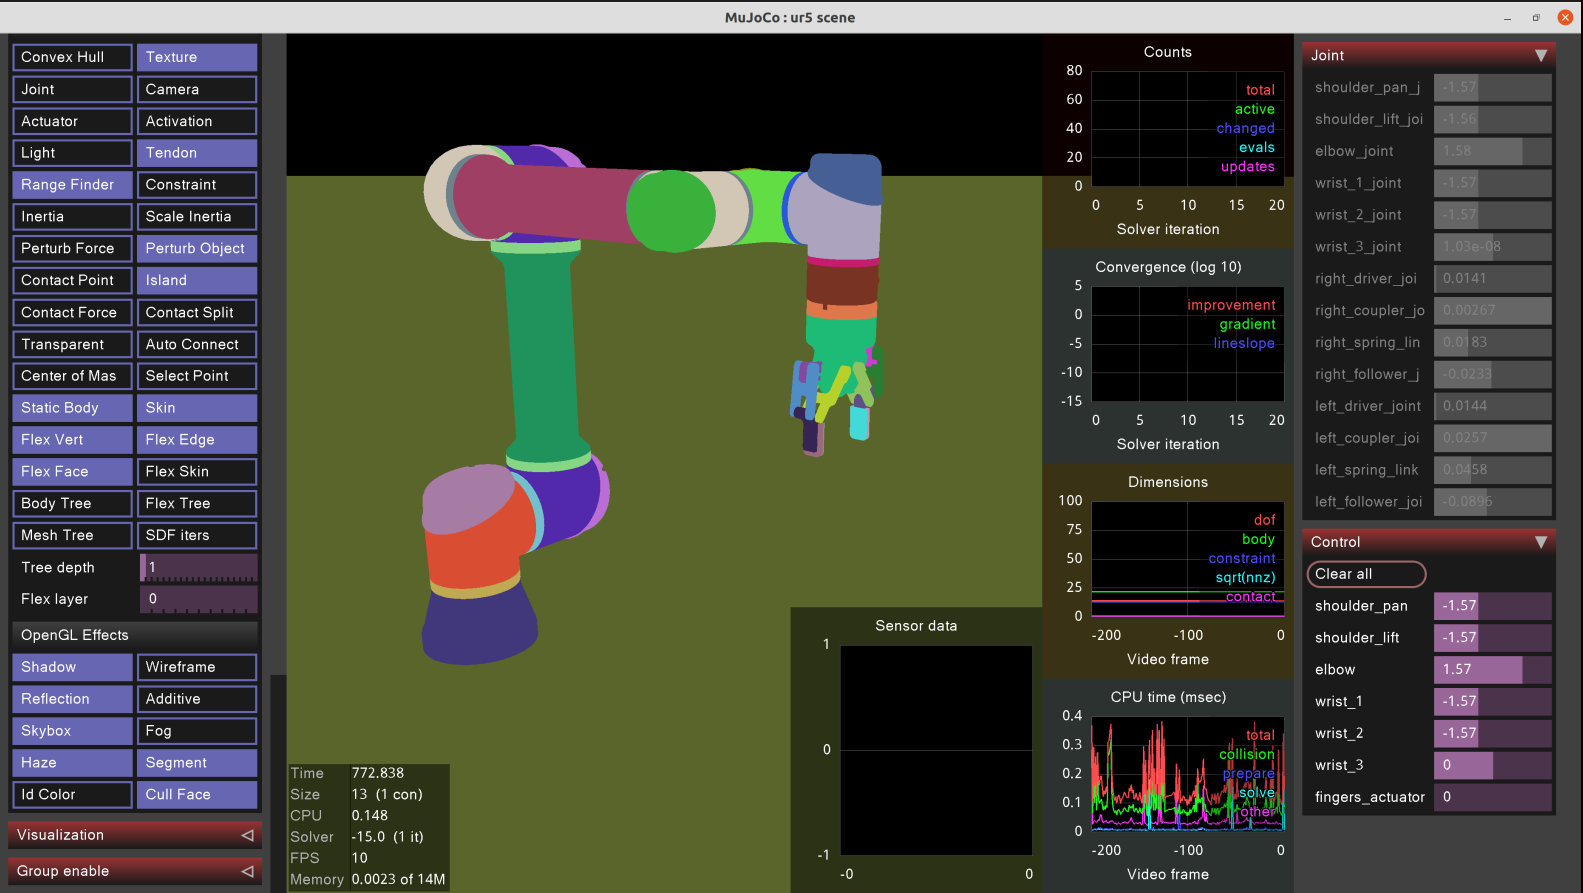 MuJoCo : ur5 scene
Convex Hull Texture
Joint Camera
Actuator Activation
Light Tendon
Range Finder Constraint
Inertia Scale Inertia
Perturb Force Perturb Object
Contact Point Island
Contact Force Contact Split
Transparent Auto Connect
Center of Mas Select Point
Static Body Skin
Flex Vert Flex Edge
Flex Face Flex Skin
Body Tree Flex Tree
Mesh Tree SDF iters
Tree depth 1
Flex layer 0
OpenGL Effects
Shadow Wireframe
Reflection Additive
Skybox Fog
Haze Segment
Id Color Cull Face
Visualization
Group enable
Time 772.838
Size 13 (1 con)
CPU 0.148
Solver -15.0 (1 it)
FPS 10
Memory 0.0023 of 14M
Sensor data
1
0
-1
-0 0
Counts
80
60
40
20
0
total
active
changed
evals
updates
0 5 10 15 20
Solver iteration
Convergence (log 10)
5
0
-5
-10
-15
improvement
gradient
lineslope
0 5 10 15 20
Solver iteration
Dimensions
100
75
50
25
0
dof
body
constraint
sqrt(nnz)
contact
-200 -100 0
Video frame
CPU time (msec)
0.4
0.3
0.2
0.1
0
total
collision
prepare
solve
other
-200 -100 0
Video frame
Joint
shoulder_pan_j -1.57
shoulder_lift_joi -1.56
elbow_joint 1.58
wrist_1_joint -1.57
wrist_2_joint -1.57
wrist_3_joint 1.03e-08
right_driver_joi 0.0141
right_coupler_jo 0.00267
right_spring_lin 0.0183
right_follower_j -0.0233
left_driver_joint 0.0144
left_coupler_joi 0.0257
left_spring_link 0.0458
left_follower_joi -0.0896
Control
Clear all
shoulder_pan -1.57
shoulder_lift -1.57
elbow 1.57
wrist_1 -1.57
wrist_2 -1.57
wrist_3 0
fingers_actuator 0